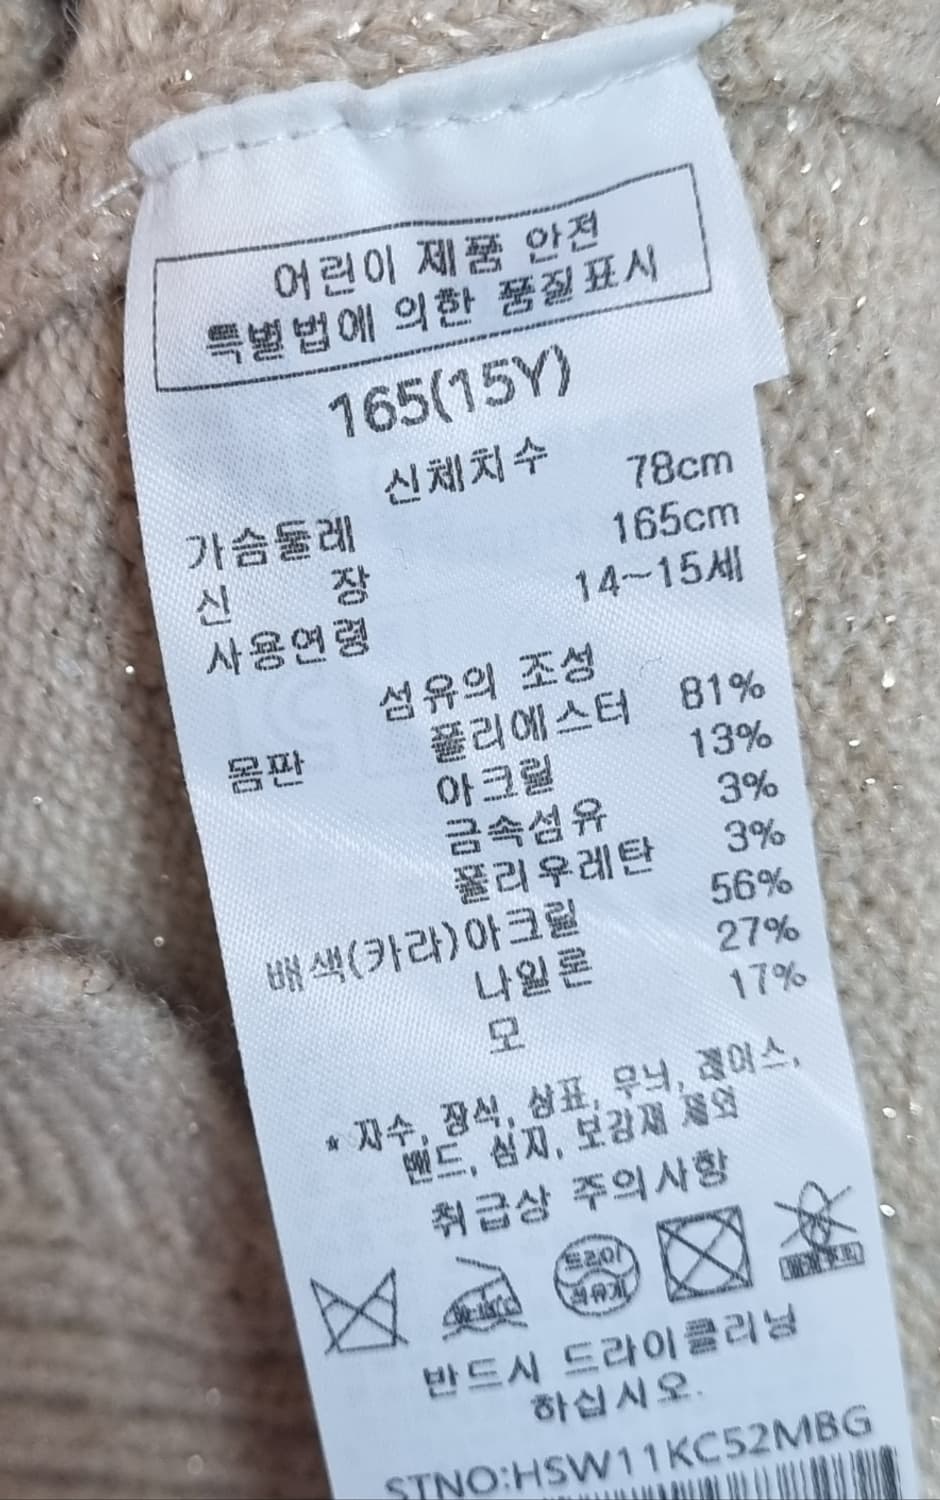 어린이 제품 안전
특별법에 의한 품질표시
165(15Y)
신체치수
가슴둘레 78cm
신 장 165cm
사용연령 14~15세
섬유의 조성
몸판 폴리에스터 81%
아크릴 13%
금속섬유 3%
폴리우레탄 3%
배색(카라)아크릴 56%
나일론 27%
모 17%
* 자수, 장식, 상표, 무늬, 레이스,
밴드, 심지, 보강재 제외
취급상 주의사항
드라이
석유계
반드시 드라이클리닝
하십시오.
STNO:HSW11KC52MBG